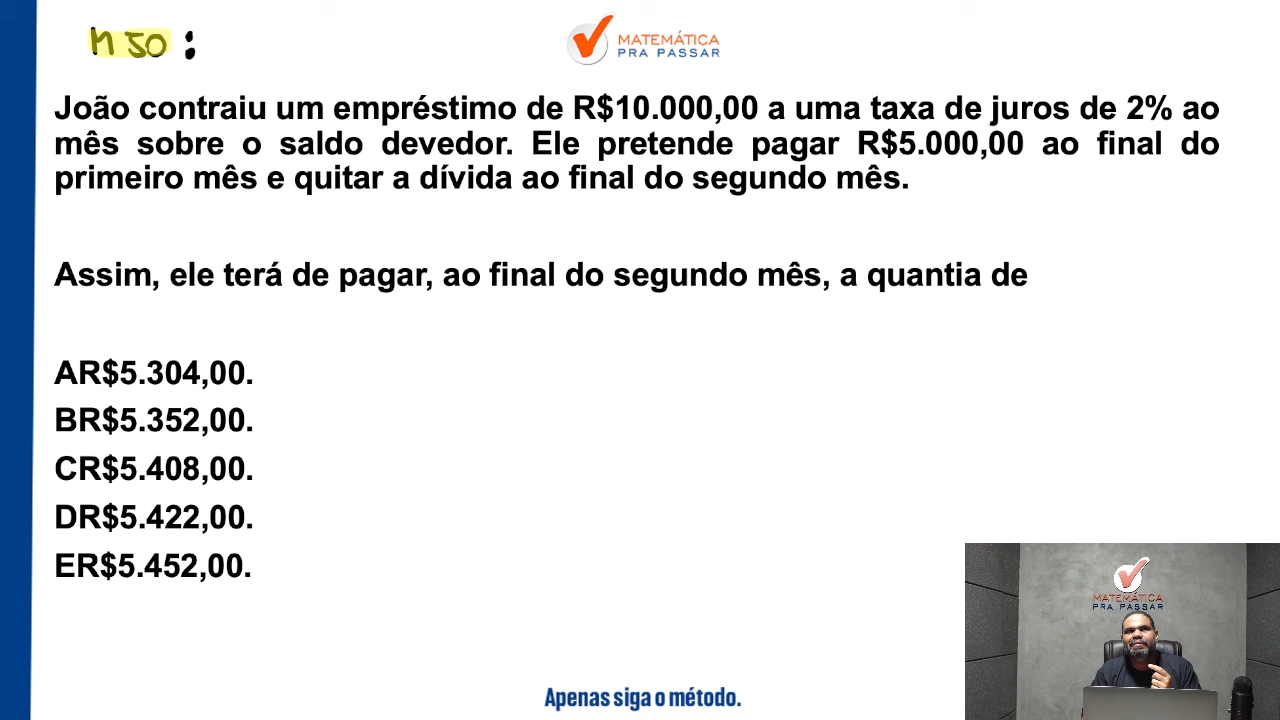 M50:
MATEMÁTICA
PRA PASSAR
João contraiu um empréstimo de R$10.000,00 a uma taxa de juros de 2% ao
mês sobre o saldo devedor. Ele pretende pagar R$5.000,00 ao final do
primeiro mês e quitar a dívida ao final do segundo mês.
Assim, ele terá de pagar, ao final do segundo mês, a quantia de
AR$5.304,00.
BR$5.352,00.
CR$5.408,00.
DR$5.422,00.
ER$5.452,00.
MATEMÁTICA
PRA PASSAR
Apenas siga o método.